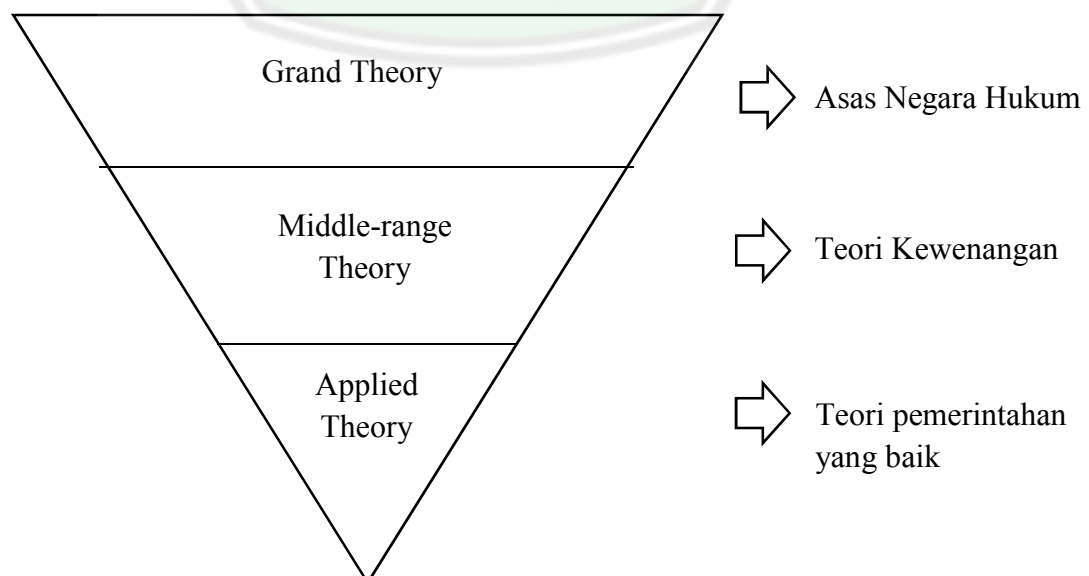 Grand Theory
Asas Negara Hukum
Middle-range
Theory
Teori Kewenangan
Applied
Theory
Teori pemerintahan
yang baik